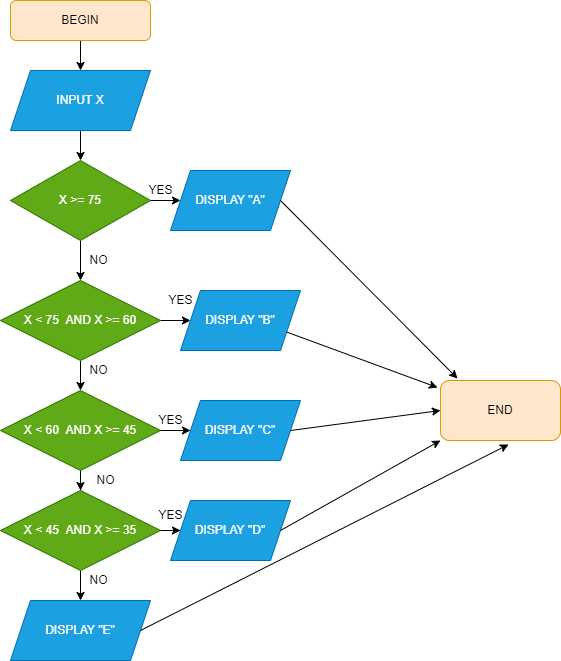 BEGIN
INPUT X
X >= 75
YES
DISPLAY "A"
NO
X < 75 AND X >= 60
YES
DISPLAY "B"
NO
END
X < 60 AND X >= 45
YES
DISPLAY "C"
NO
X < 45 AND X >= 35
YES
DISPLAY "D"
NO
DISPLAY "E"